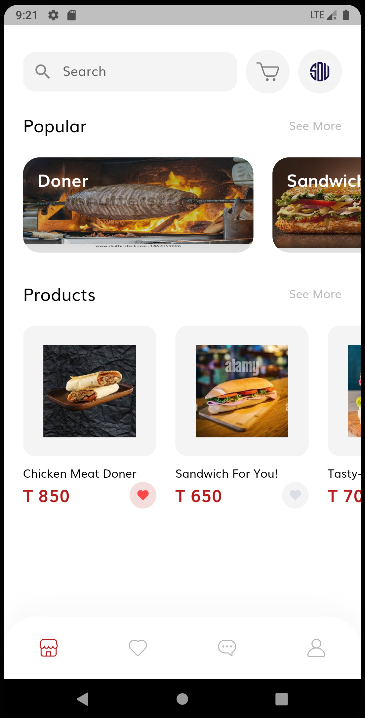 9:21 LTE
Search
SDU
Popular See More
Doner Sandwich
Products See More
alamy
Chicken Meat Doner Sandwich For You! Tasty-
T 850 T 650 T 70